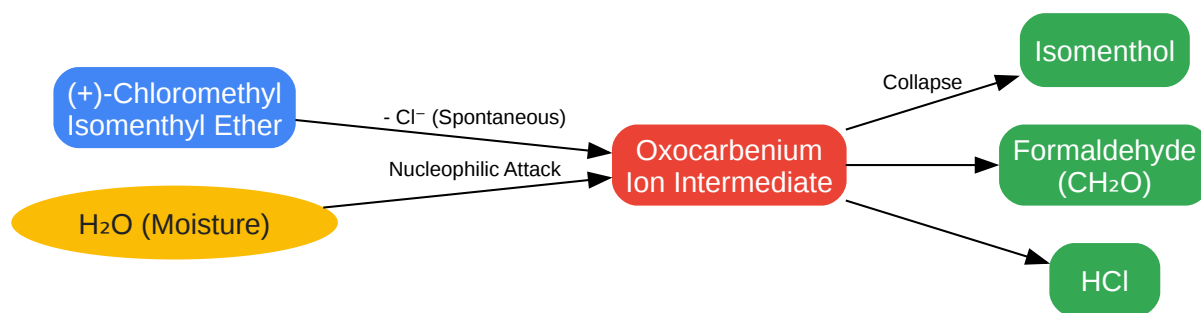 (+)-Chloromethyl
Isomenthyl Ether
H₂O (Moisture)
- Cl⁻ (Spontaneous)
Nucleophilic Attack
Oxocarbenium
Ion Intermediate
Collapse
Isomenthol
Formaldehyde
(CH₂O)
HCl